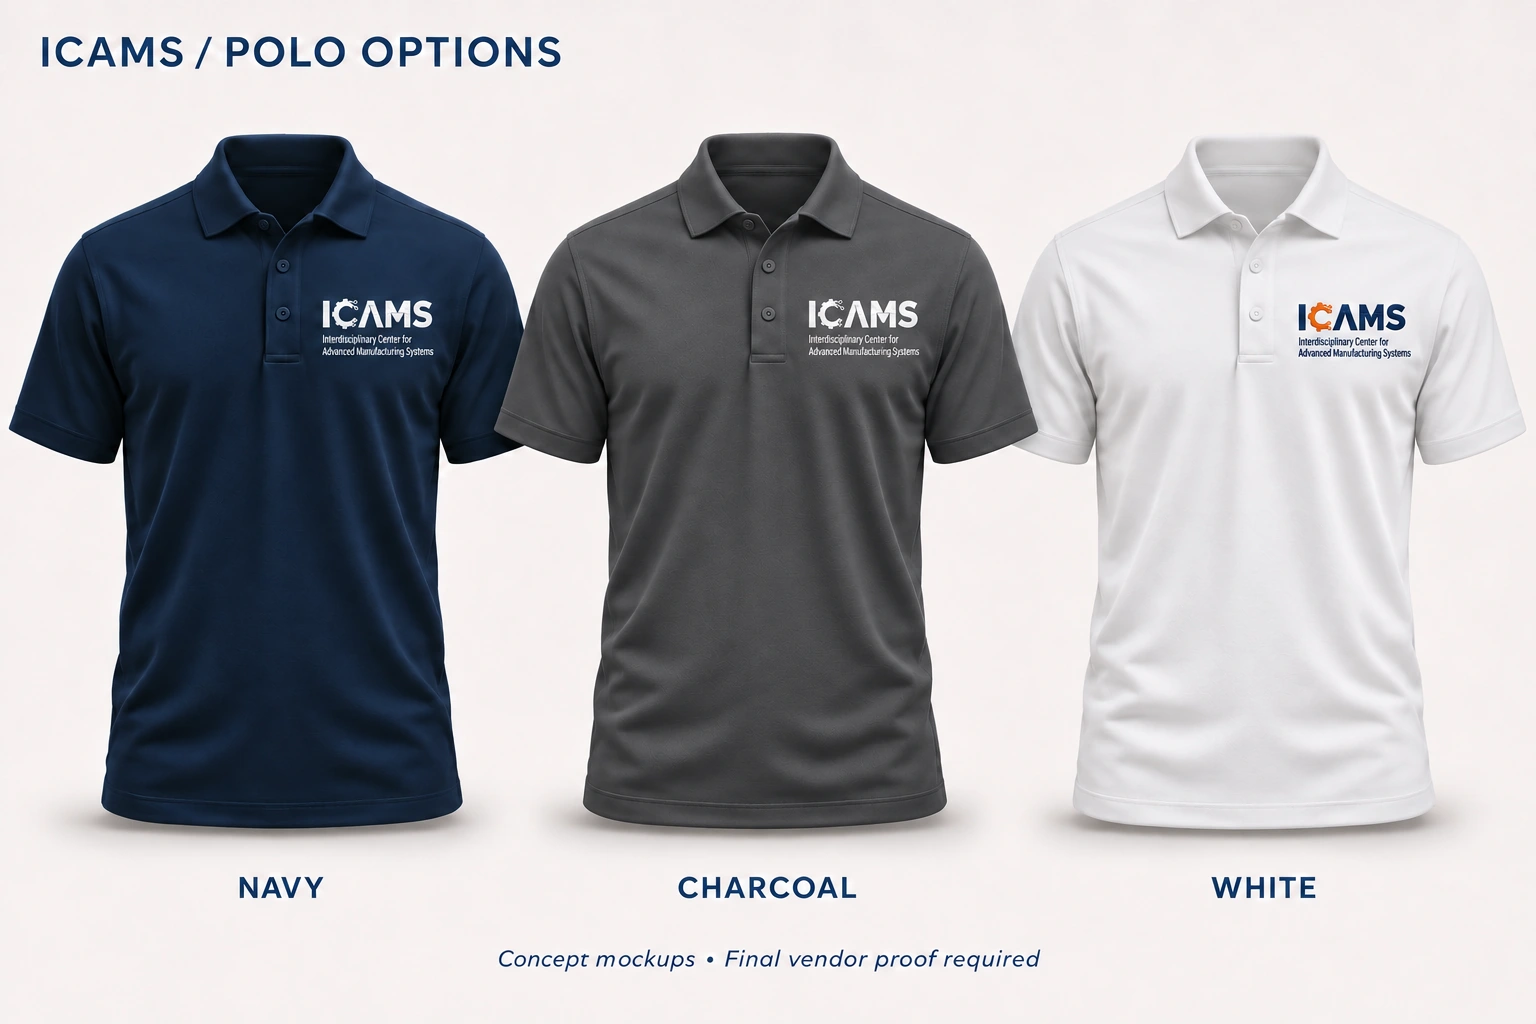 ICAMS / POLO OPTIONS
ICAMS
Interdisciplinary Center for
Advanced Manufacturing Systems
ICAMS
Interdisciplinary Center for
Advanced Manufacturing Systems
ICAMS
Interdisciplinary Center for
Advanced Manufacturing Systems
NAVY
CHARCOAL
WHITE
Concept mockups • Final vendor proof required